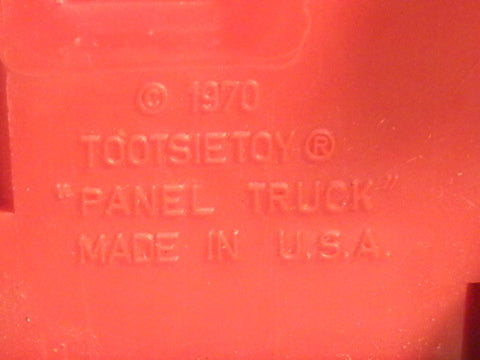 © 1970
TOOTSIETOY®
"PANEL TRUCK"
MADE IN U.S.A.